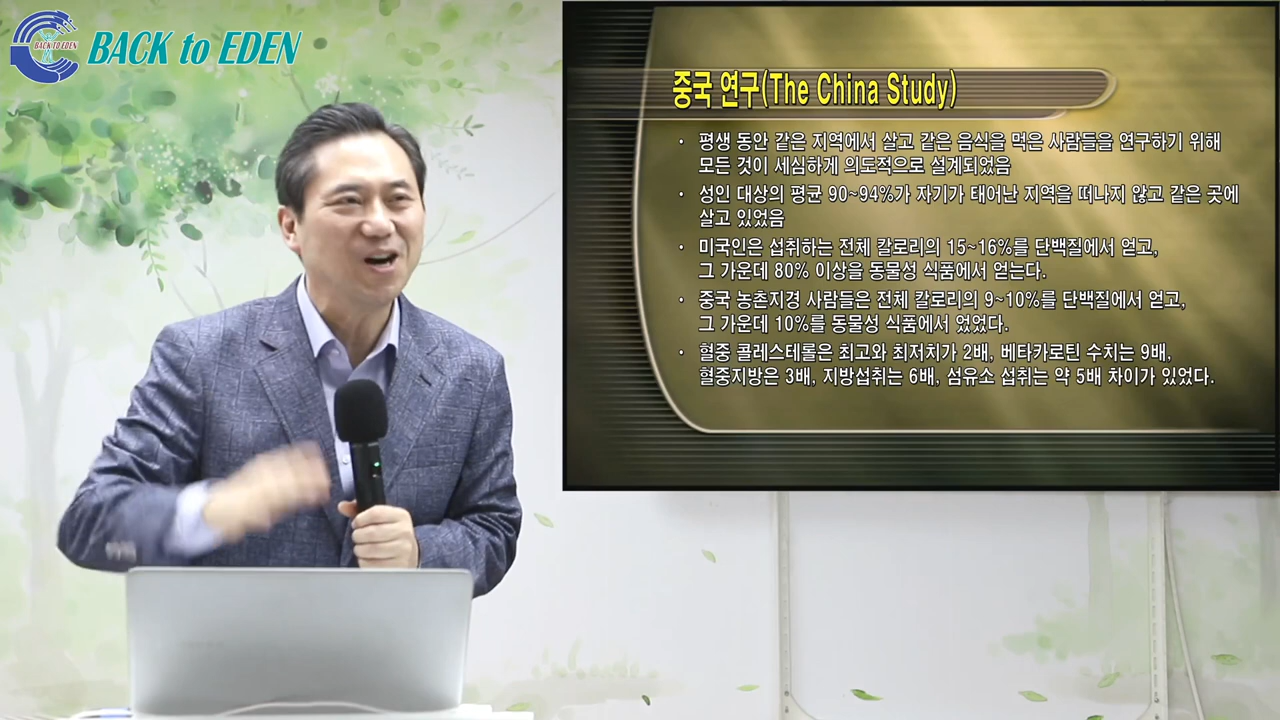 BACK TO EDEN
BACK to EDEN
중국 연구(The China Study)
• 평생 동안 같은 지역에서 살고 같은 음식을 먹은 사람들을 연구하기 위해
모든 것이 세심하게 의도적으로 설계되었음
• 성인 대상의 평균 90~94%가 자기가 태어난 지역을 떠나지 않고 같은 곳에
살고 있었음
• 미국인은 섭취하는 전체 칼로리의 15~16%를 단백질에서 얻고,
그 가운데 80% 이상을 동물성 식품에서 얻는다.
• 중국 농촌지경 사람들은 전체 칼로리의 9~10%를 단백질에서 얻고,
그 가운데 10%를 동물성 식품에서 었었다.
• 혈중 콜레스테롤은 최고와 최저치가 2배, 베타카로틴 수치는 9배,
혈중지방은 3배, 지방섭취는 6배, 섬유소 섭취는 약 5배 차이가 있었다.